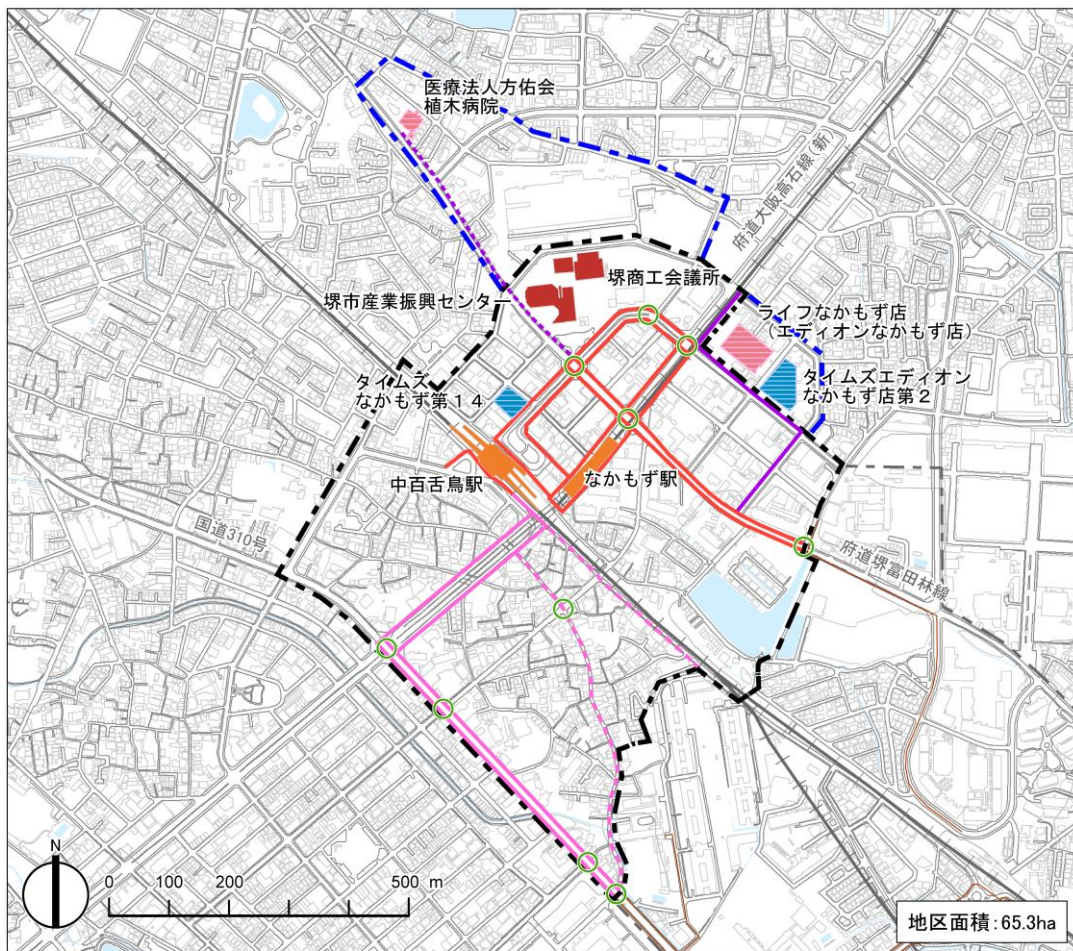 医療法人方佑会
植木病院
府道大阪高石線(新)
堺商工会議所
堺市産業振興センター
ライフなかもず店
(エディオンなかもず店)
タイムズエディオン
なかもず店第2
タイムズ
なかもず第14
中百舌鳥駅
なかもず駅
国道310号
府道堺富田林線
N
0 100 200 500 m
地区面積:65.3ha